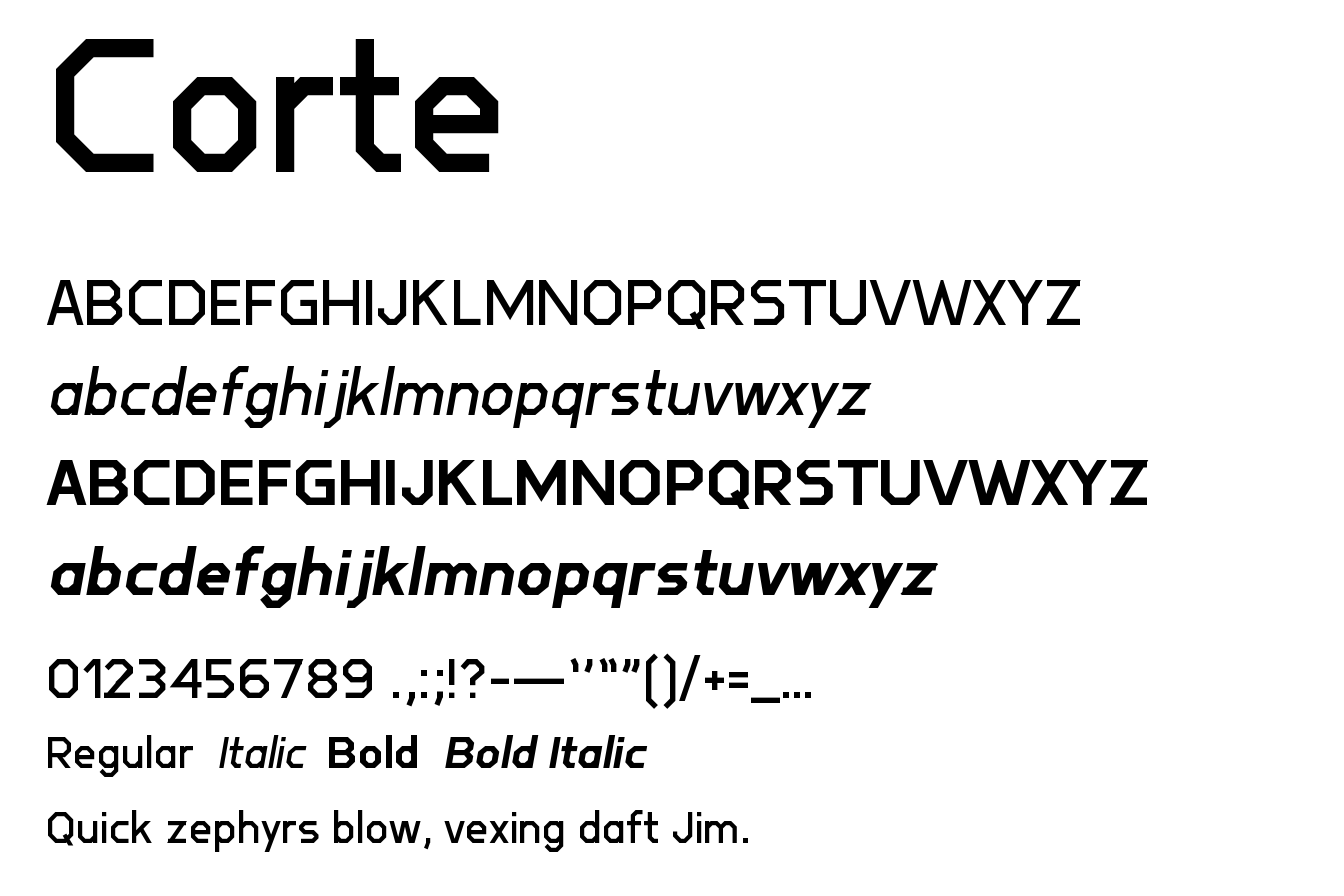 Corte
ABCDEFGHIJKLMNOPQRSTUVWXYZ
abcdefghijklmnopqrstuvwxyz
ABCDEFGHIJKLMNOPQRSTUVWXYZ
abcdefghijklmnopqrstuvwxyz
0123456789 .,:;!?-—‘’“”()/+=_…
Regular Italic Bold Bold Italic
Quick zephyrs blow, vexing daft Jim.